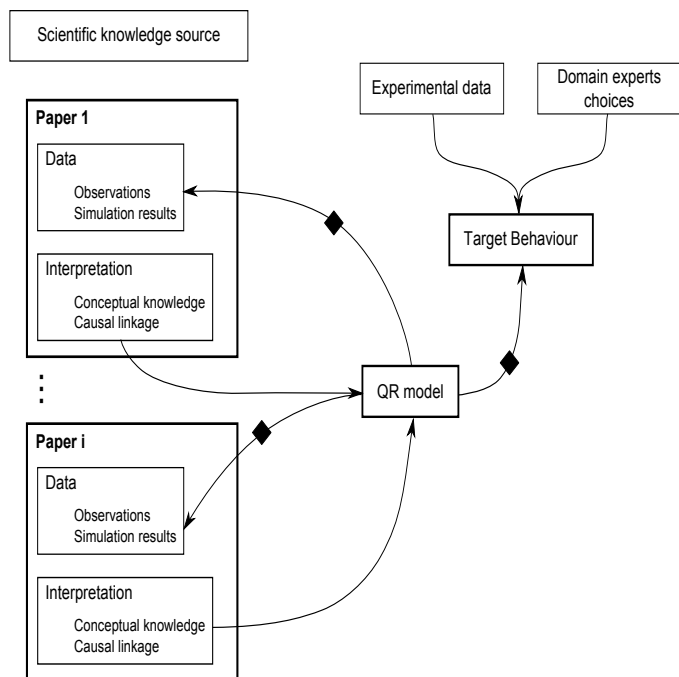 Scientific knowledge source
Experimental data
Domain experts
choices
Paper 1
Data
Observations
Simulation results
Target Behaviour
Interpretation
Conceptual knowledge
Causal linkage
QR model
Paper i
Data
Observations
Simulation results
Interpretation
Conceptual knowledge
Causal linkage